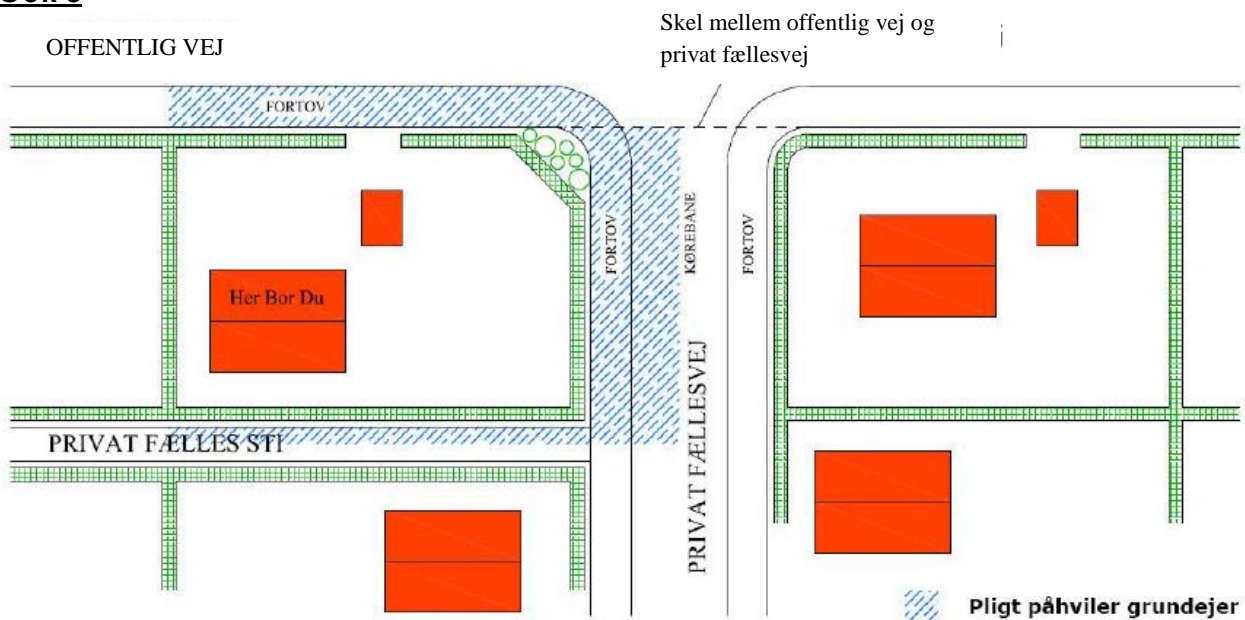 OFFENTLIG VEJ
Skel mellem offentlig vej og
privat fællesvej
FORTOV
Her Bor Du
FORTOV
KØREBANE
FORTOV
PRIVAT FÆLLESVEJ
PRIVAT FÆLLES STI
Pligt påhviler grundejer